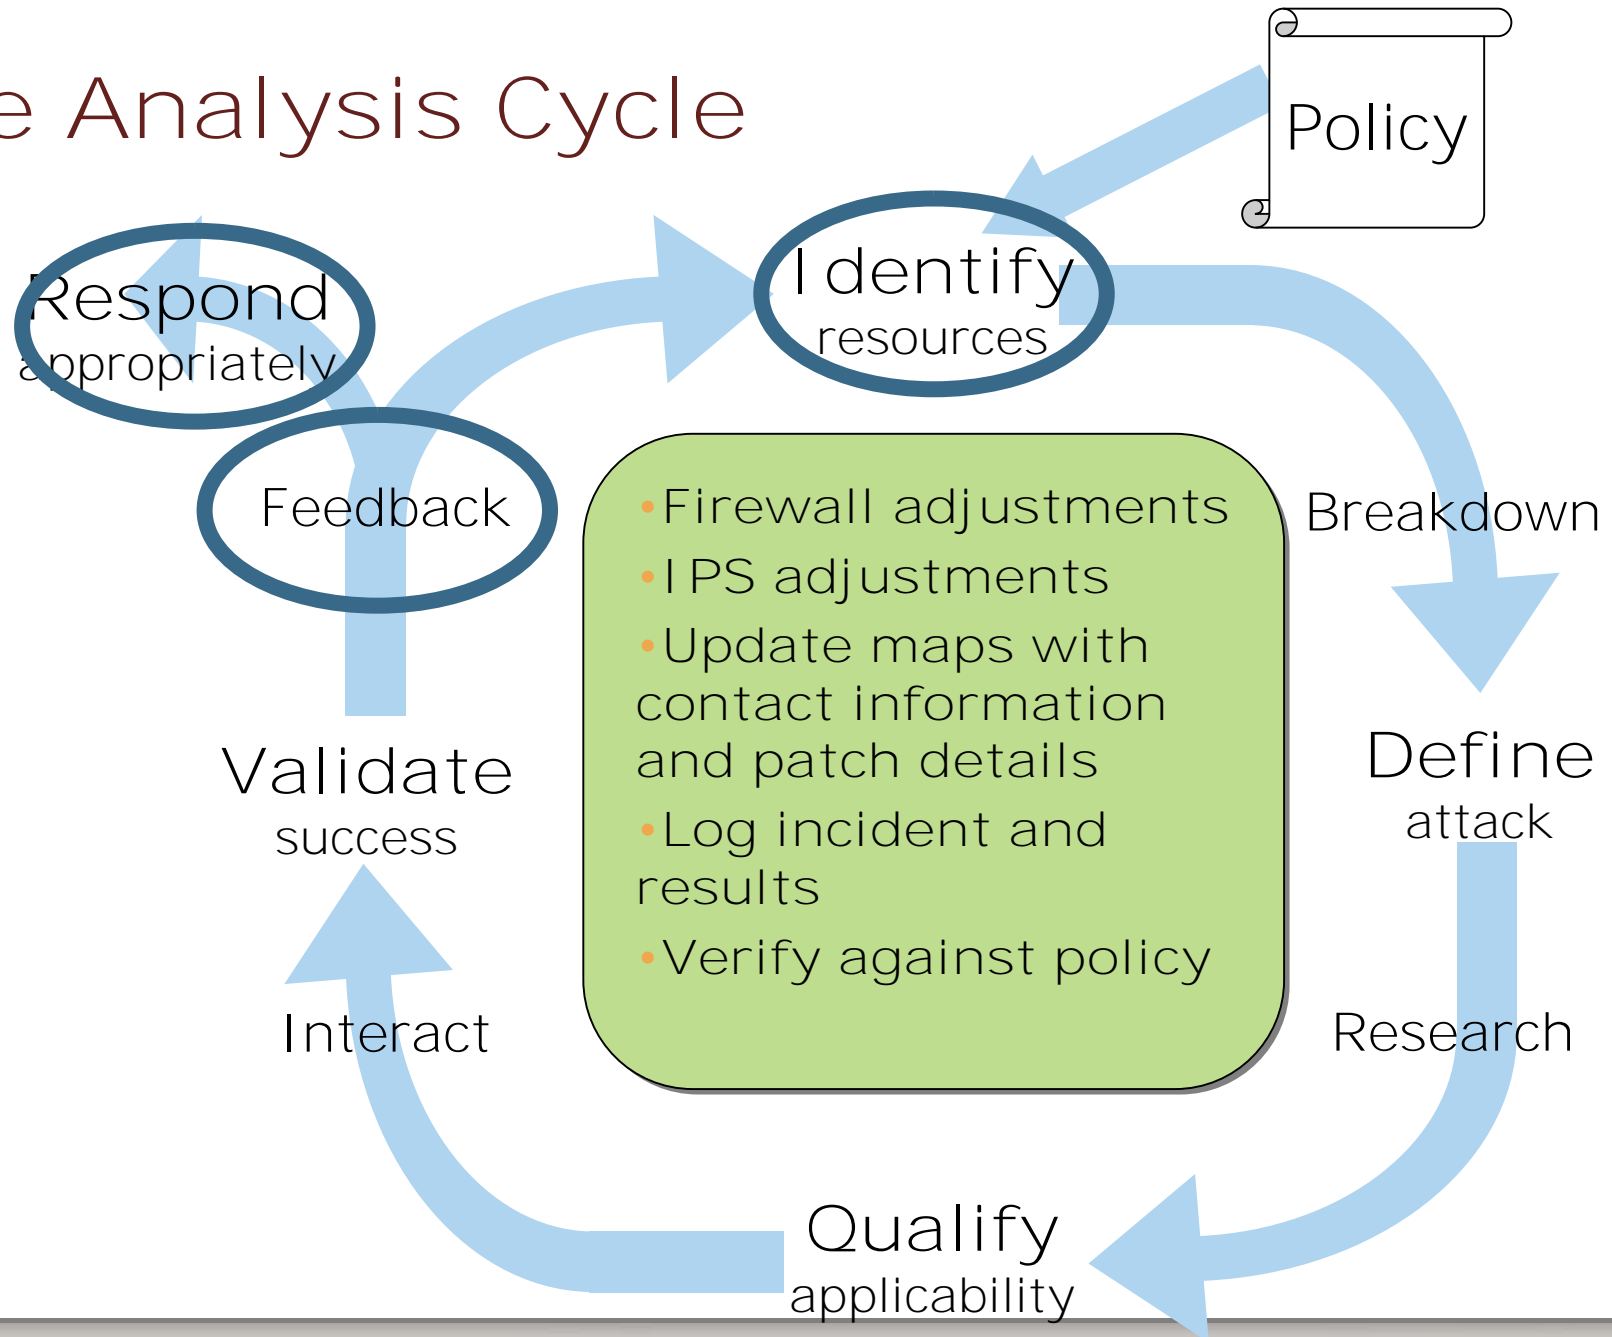 e Analysis Cycle
Policy
Respond
appropriately
Identify
resources
Feedback
Breakdown
•Firewall adjustments
•IPS adjustments
•Update maps with
contact information
and patch details
•Log incident and
results
•Verify against policy
Validate
success
Define
attack
Interact
Research
Qualify
applicability